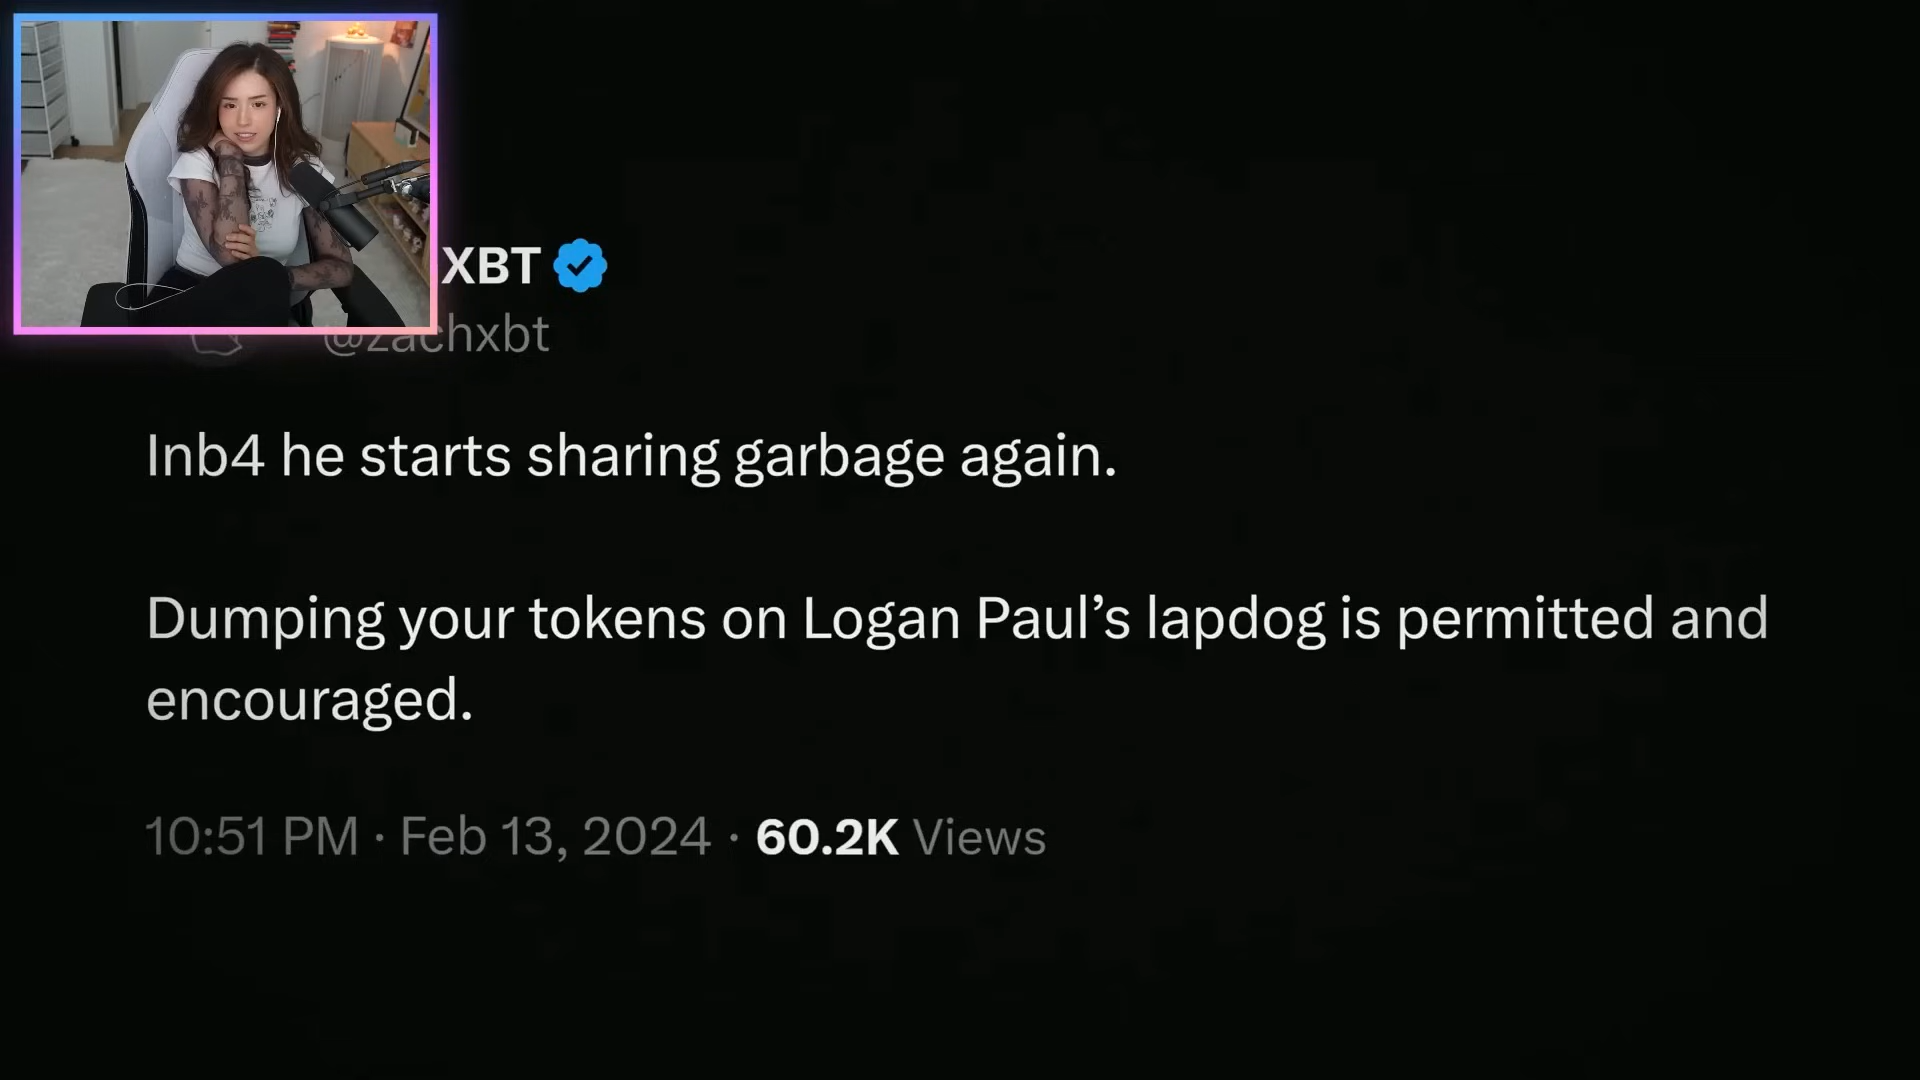 XBT
@zachxbt
Inb4 he starts sharing garbage again.
Dumping your tokens on Logan Paul’s lapdog is permitted and
encouraged.
10:51 PM · Feb 13, 2024 · 60.2K Views